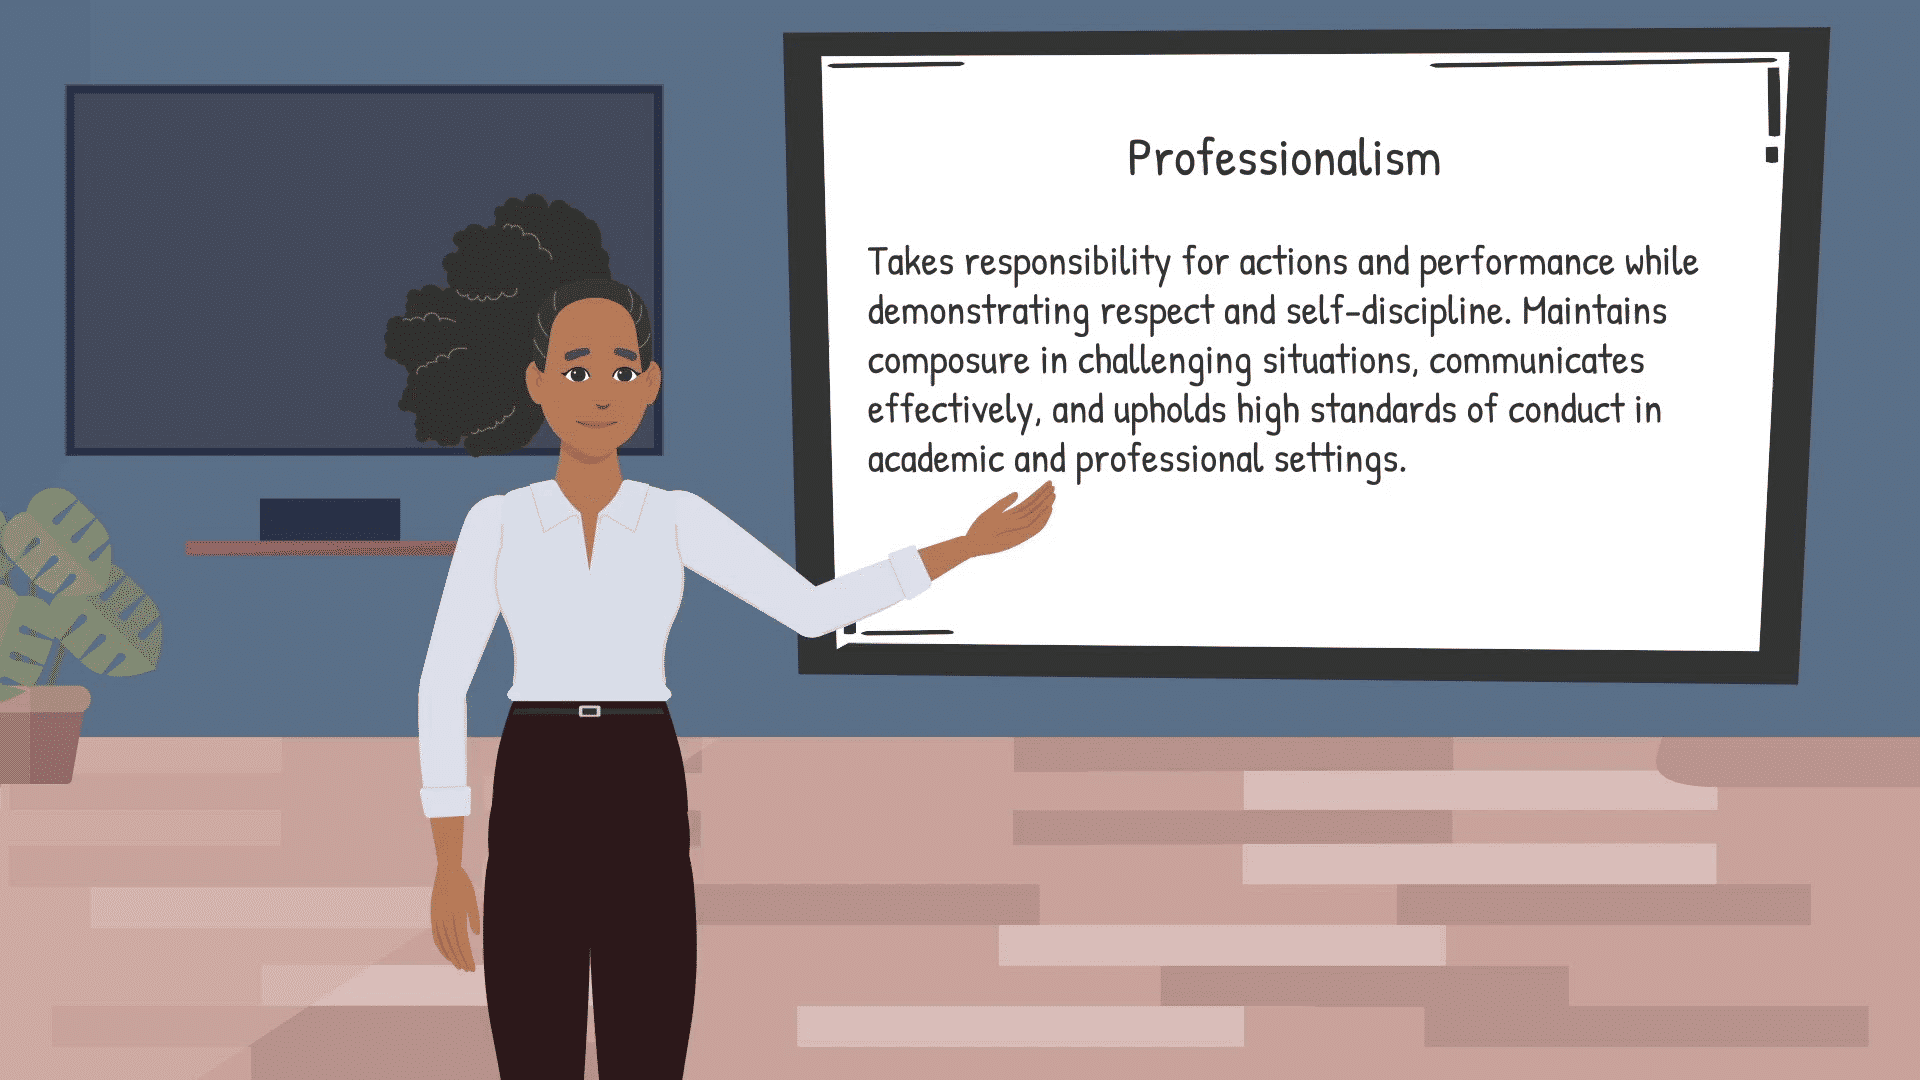 Professionalism
Takes responsibility for actions and performance while
demonstrating respect and self-discipline. Maintains
composure in challenging situations, communicates
effectively, and upholds high standards of conduct in
academic and professional settings.